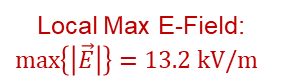 Local Max E-Field:
max{|E⃗|} = 13.2 kV/m